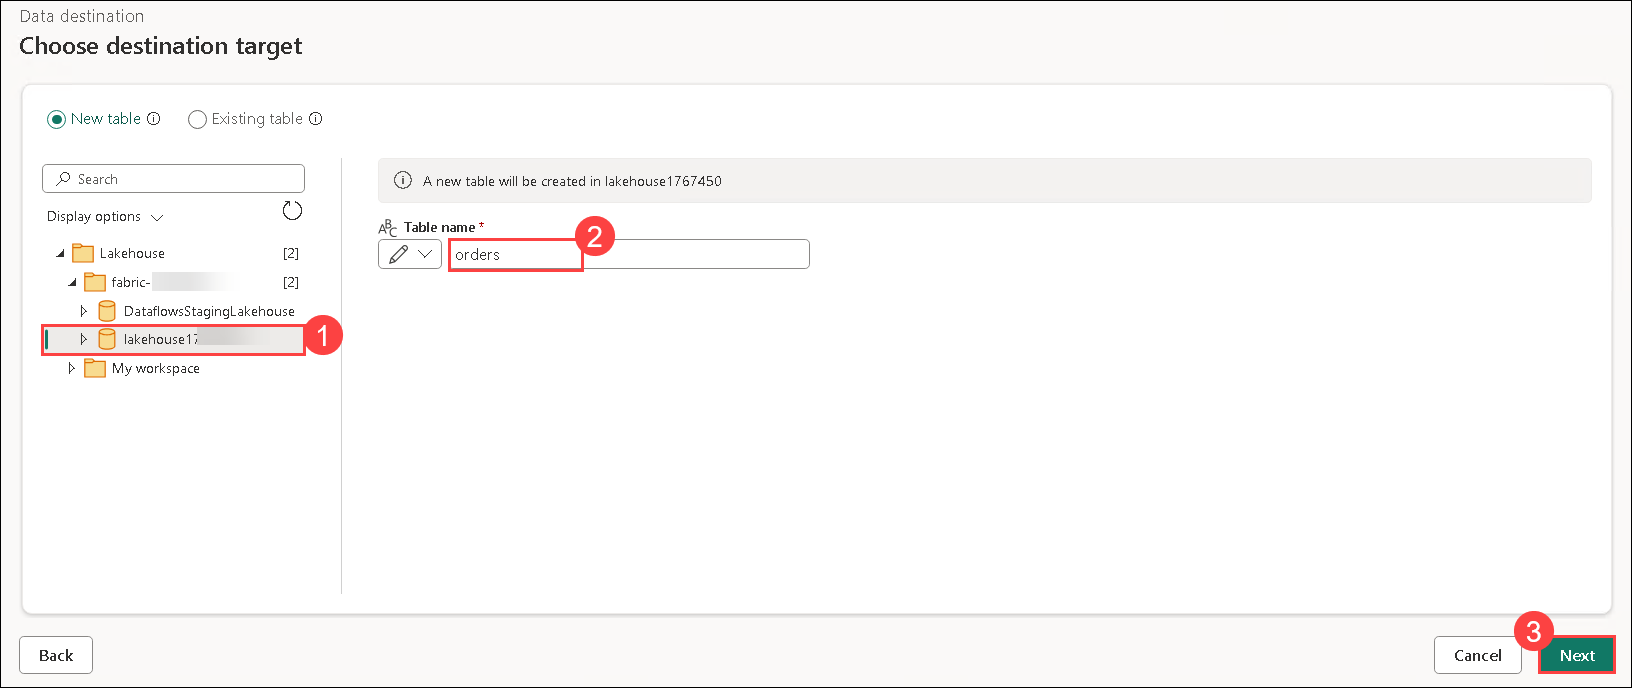 Data destination
Choose destination target
New table
Existing table
Search
Display options
Lakehouse [2]
fabric- [2]
DataflowsStagingLakehouse
lakehouse17
My workspace
1
A new table will be created in lakehouse1767450
ABC Table name *
orders
2
Back
Cancel
3
Next